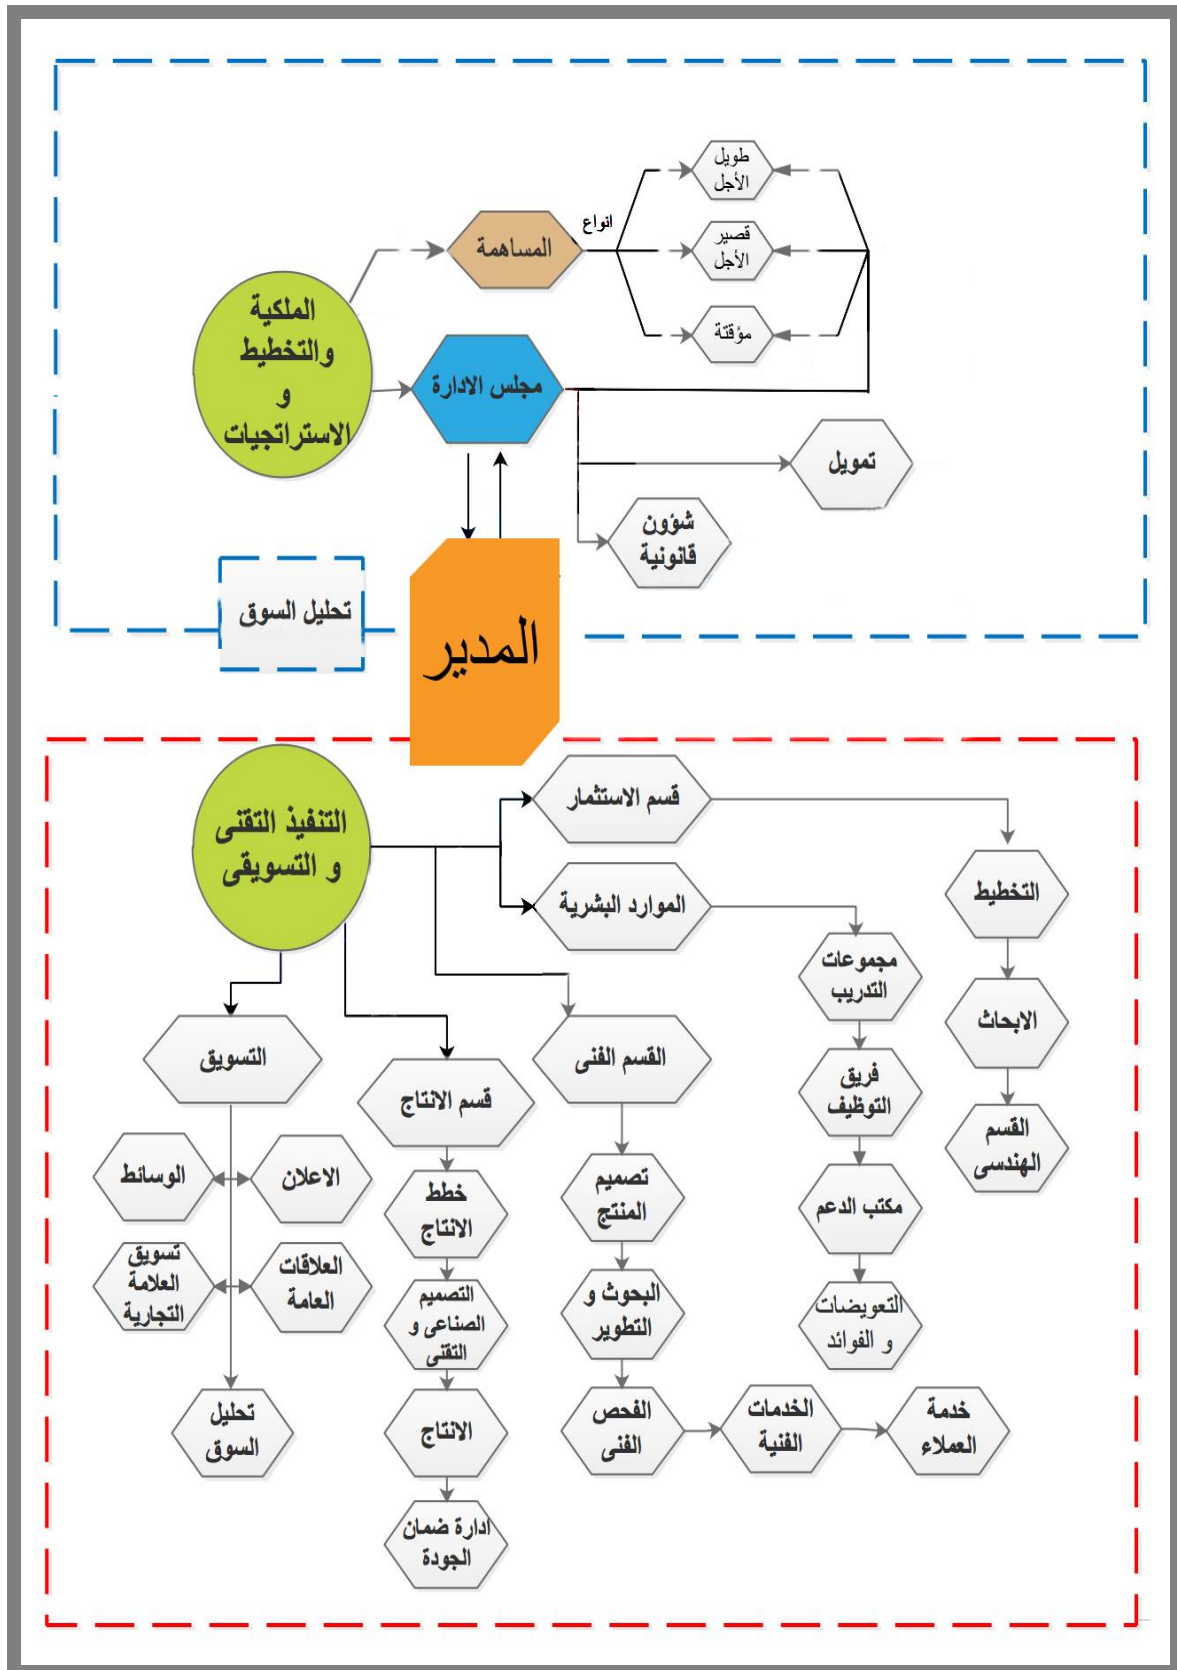 طويل
الأجل
انواع
قصير
الأجل
المساهمة
مؤقتة
الملكية
والتخطيط
و
الاستراتجيات
مجلس الادارة
تمويل
شؤون
قانونية
تحليل السوق
المدير
التنفيذ التقنى
و التسويقى
قسم الاستثمار
الموارد البشرية
التخطيط
الابحاث
القسم
الهندسى
مجموعات
التدريب
فريق
التوظيف
مكتب الدعم
التعويضات
و الفوائد
القسم الفنى
تصميم
المنتج
البحوث و
التطوير
الفحص
الفنى
الخدمات
الفنية
خدمة
العملاء
قسم الانتاج
خطط
الانتاج
التصميم
الصناعى و
التقنى
الانتاج
ادارة ضمان
الجودة
التسويق
الاعلان
الوسائط
العلاقات
العامة
تسويق
العلامة
التجارية
تحليل
السوق